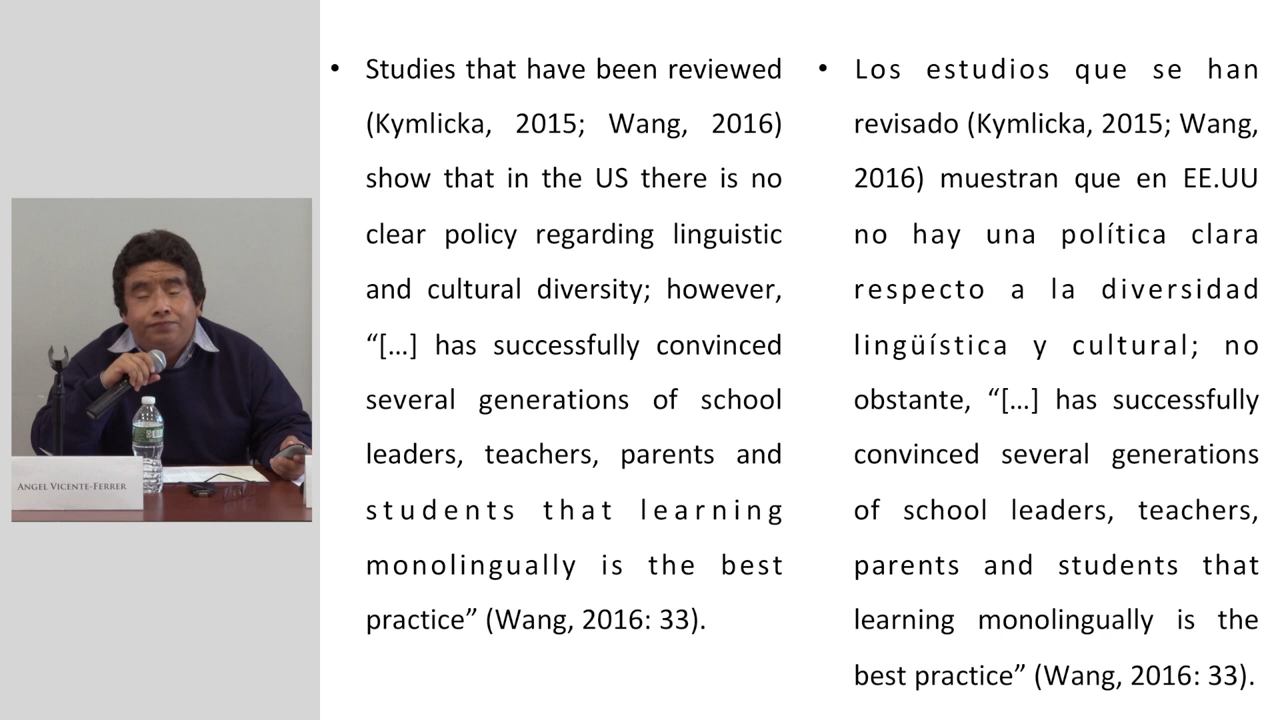 ANGEL VICENTE-FERRER
• Studies that have been reviewed
(Kymlicka, 2015; Wang, 2016)
show that in the US there is no
clear policy regarding linguistic
and cultural diversity; however,
“[…] has successfully convinced
several generations of school
leaders, teachers, parents and
students that learning
monolingually is the best
practice” (Wang, 2016: 33).
• Los estudios que se han
revisado (Kymlicka, 2015; Wang,
2016) muestran que en EE.UU
no hay una política clara
respecto a la diversidad
lingüística y cultural; no
obstante, “[…] has successfully
convinced several generations
of school leaders, teachers,
parents and students that
learning monolingually is the
best practice” (Wang, 2016: 33).